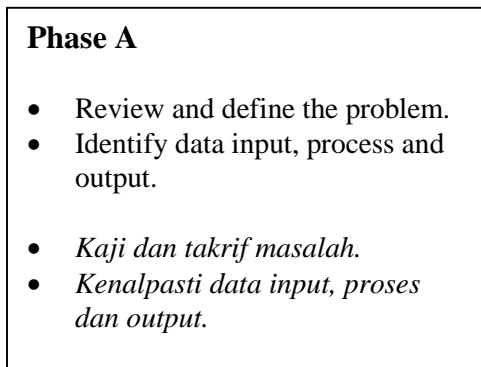 Phase A
• Review and define the problem.
• Identify data input, process and
output.
• Kaji dan takrif masalah.
• Kenalpasti data input, proses
dan output.